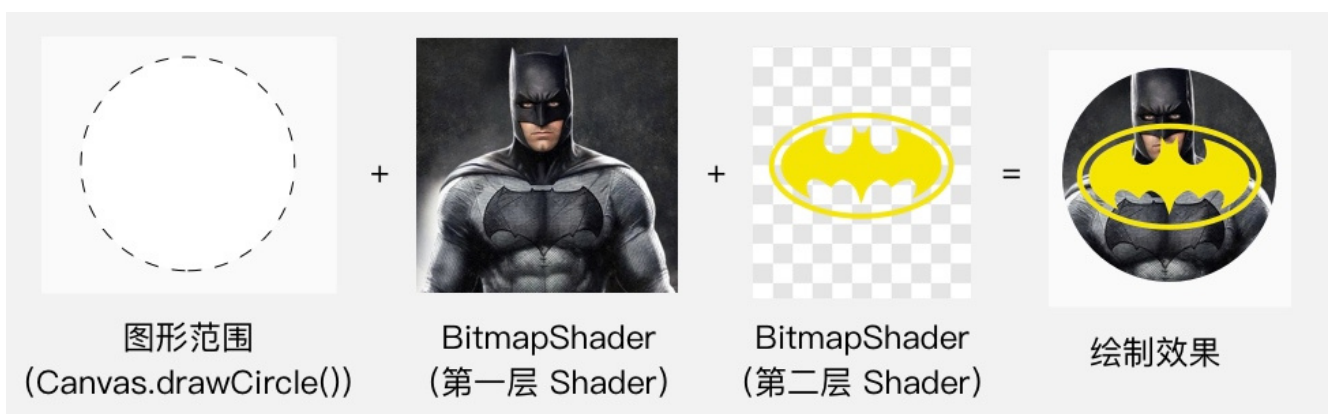 + + =
图形范围
(Canvas.drawCircle())
BitmapShader
(第一层 Shader)
BitmapShader
(第二层 Shader)
绘制效果